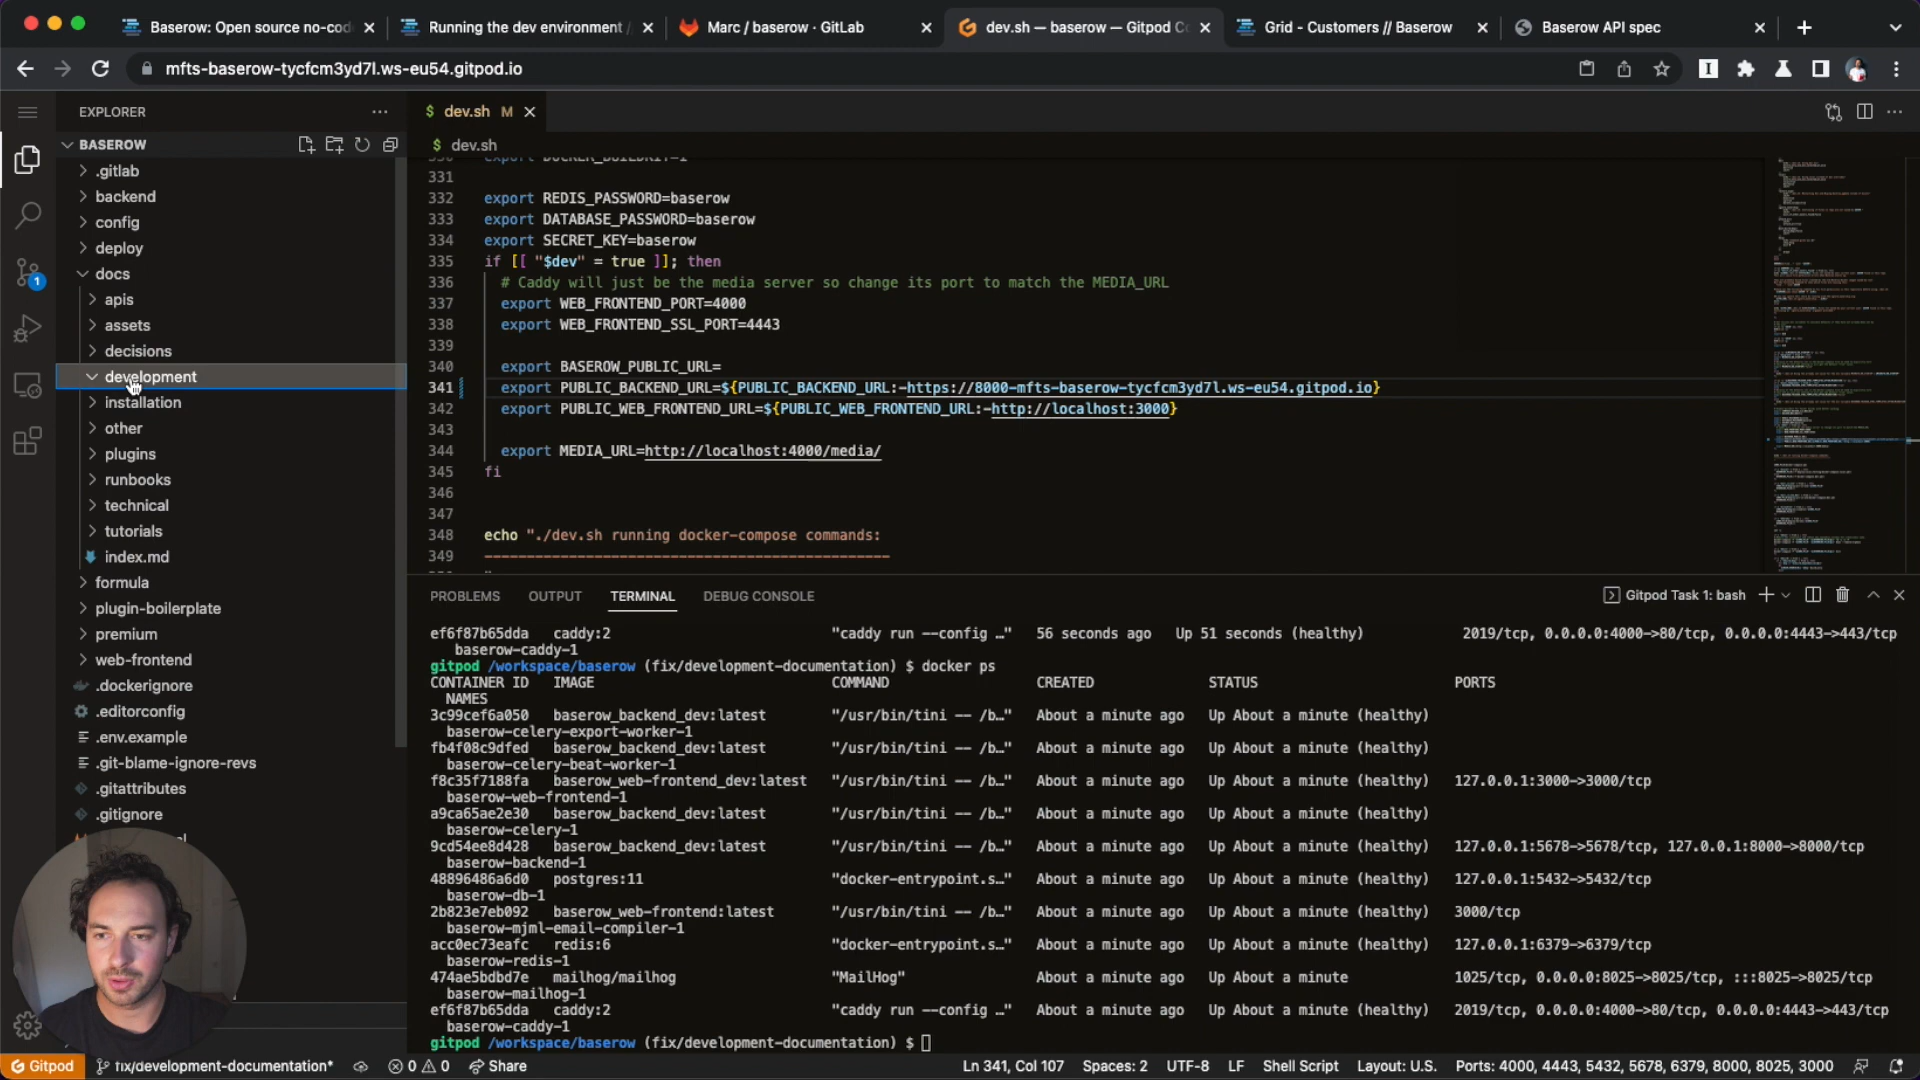 Baserow: Open source no-cod
Running the dev environment /
Marc / baserow · GitLab
dev.sh — baserow — Gitpod Co
Grid - Customers // Baserow
Baserow API spec
mfts-baserow-tycfcm3yd7l.ws-eu54.gitpod.io
EXPLORER
BASEROW
.gitlab
backend
config
deploy
docs
apis
assets
decisions
development
installation
other
plugins
runbooks
technical
tutorials
index.md
formula
plugin-boilerplate
premium
web-frontend
.dockerignore
.editorconfig
.env.example
.git-blame-ignore-revs
.gitattributes
.gitignore
1
$ dev.sh M
$ dev.sh
330 export DOCKER_BUILDKIT=1
331
332 export REDIS_PASSWORD=baserow
333 export DATABASE_PASSWORD=baserow
334 export SECRET_KEY=baserow
335 if [[ "$dev" = true ]]; then
336 # Caddy will just be the media server so change its port to match the MEDIA_URL
337 export WEB_FRONTEND_PORT=4000
338 export WEB_FRONTEND_SSL_PORT=4443
339
340 export BASEROW_PUBLIC_URL=
341 export PUBLIC_BACKEND_URL=${PUBLIC_BACKEND_URL:-https://8000-mfts-baserow-tycfcm3yd7l.ws-eu54.gitpod.io}
342 export PUBLIC_WEB_FRONTEND_URL=${PUBLIC_WEB_FRONTEND_URL:-http://localhost:3000}
343
344 export MEDIA_URL=http://localhost:4000/media/
345 fi
346
347
348 echo "./dev.sh running docker-compose commands:
349 ------------------------------------------------
PROBLEMS OUTPUT TERMINAL DEBUG CONSOLE
Gitpod Task 1: bash
ef6f87b65dda caddy:2 "caddy run --config …" 56 seconds ago Up 51 seconds (healthy) 2019/tcp, 0.0.0.0:4000->80/tcp, 0.0.0.0:4443->443/tcp
baserow-caddy-1
gitpod /workspace/baserow (fix/development-documentation) $ docker ps
CONTAINER ID IMAGE COMMAND CREATED STATUS PORTS
NAMES
3c99cef6a050 baserow_backend_dev:latest "/usr/bin/tini -- /b…" About a minute ago Up About a minute (healthy)
baserow-celery-export-worker-1
fb4f08c9dfed baserow_backend_dev:latest "/usr/bin/tini -- /b…" About a minute ago Up About a minute (healthy)
baserow-celery-beat-worker-1
f8c35f7188fa baserow_web-frontend_dev:latest "/usr/bin/tini -- /b…" About a minute ago Up About a minute (healthy) 127.0.0.1:3000->3000/tcp
baserow-web-frontend-1
a9ca65ae2e30 baserow_backend_dev:latest "/usr/bin/tini -- /b…" About a minute ago Up About a minute (healthy)
baserow-celery-1
9cd54ee8d428 baserow_backend_dev:latest "/usr/bin/tini -- /b…" About a minute ago Up About a minute (healthy) 127.0.0.1:5678->5678/tcp, 127.0.0.1:8000->8000/tcp
baserow-backend-1
48896486a6d0 postgres:11 "docker-entrypoint.s…" About a minute ago Up About a minute (healthy) 127.0.0.1:5432->5432/tcp
baserow-db-1
2b823e7eb092 baserow_web-frontend:latest "/usr/bin/tini -- /b…" About a minute ago Up About a minute (healthy) 3000/tcp
baserow-mjml-email-compiler-1
acc0ec73eafc redis:6 "docker-entrypoint.s…" About a minute ago Up About a minute (healthy) 127.0.0.1:6379->6379/tcp
baserow-redis-1
474ae5bdbd7e mailhog/mailhog "MailHog" About a minute ago Up About a minute 1025/tcp, 0.0.0.0:8025->8025/tcp, :::8025->8025/tcp
baserow-mailhog-1
ef6f87b65dda caddy:2 "caddy run --config …" About a minute ago Up About a minute (healthy) 2019/tcp, 0.0.0.0:4000->80/tcp, 0.0.0.0:4443->443/tcp
baserow-caddy-1
gitpod /workspace/baserow (fix/development-documentation) $
Gitpod fix/development-documentation* 0 0 Share Ln 341, Col 107 Spaces: 2 UTF-8 LF Shell Script Layout: U.S. Ports: 4000, 4443, 5432, 5678, 6379, 8000, 8025, 3000